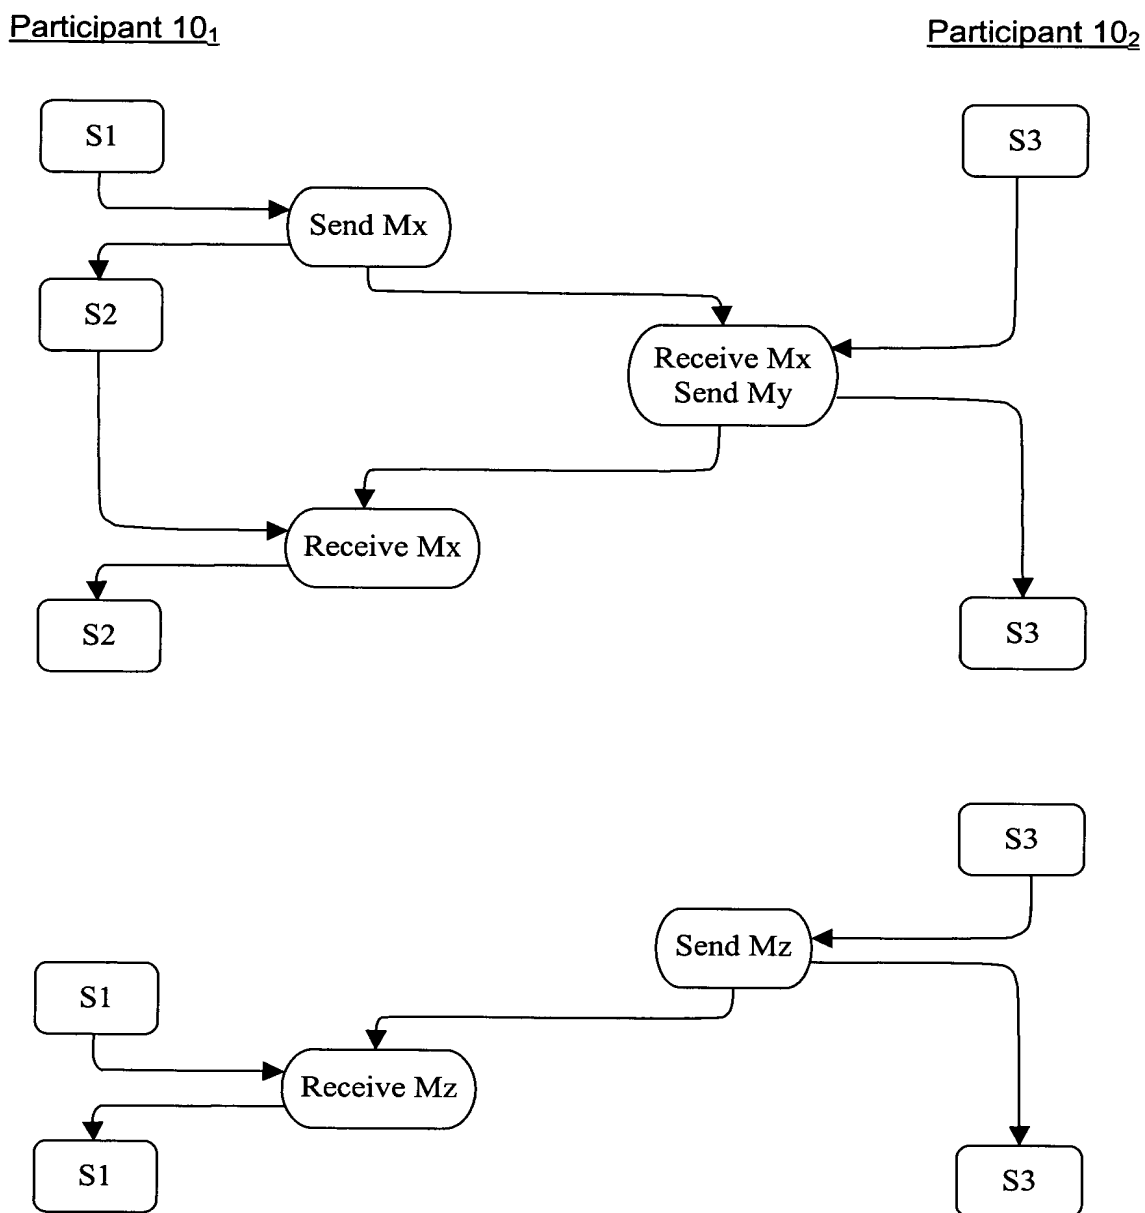 Participant 10₁
Participant 10₂
S1
S3
Send Mx
S2
Receive Mx
Send My
Receive Mx
S2
S3
S3
Send Mz
S1
Receive Mz
S1
S3